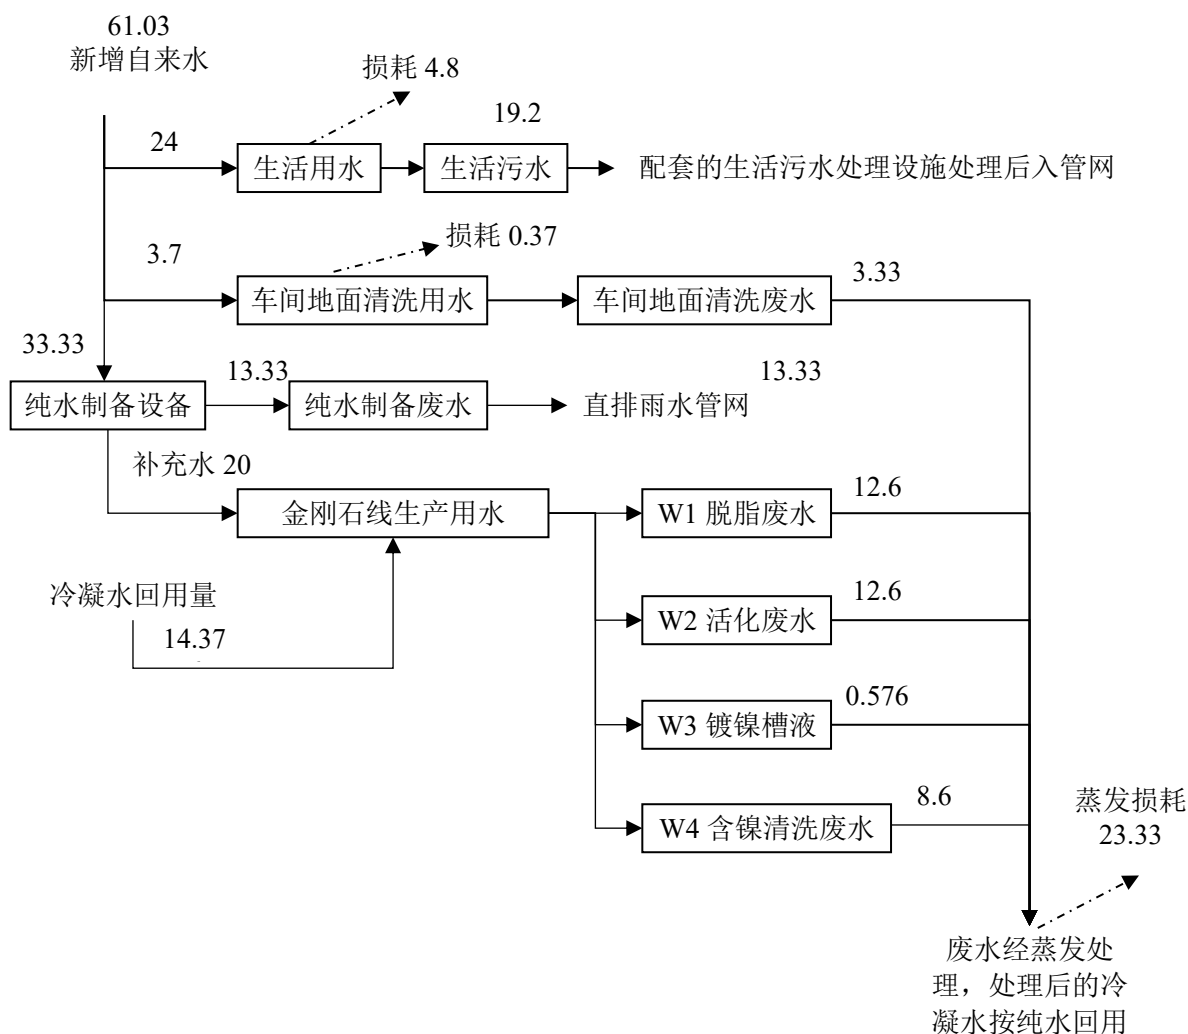 61.03
新增自来水
损耗 4.8
19.2
24
生活用水
生活污水
配套的生活污水处理设施处理后入管网
损耗 0.37
3.7
3.33
车间地面清洗用水
车间地面清洗废水
33.33
13.33
13.33
纯水制备设备
纯水制备废水
直排雨水管网
补充水 20
12.6
金刚石线生产用水
W1 脱脂废水
冷凝水回用量
14.37
12.6
W2 活化废水
0.576
W3 镀镍槽液
8.6
W4 含镍清洗废水
蒸发损耗
23.33
废水经蒸发处
理，处理后的冷
凝水按纯水回用